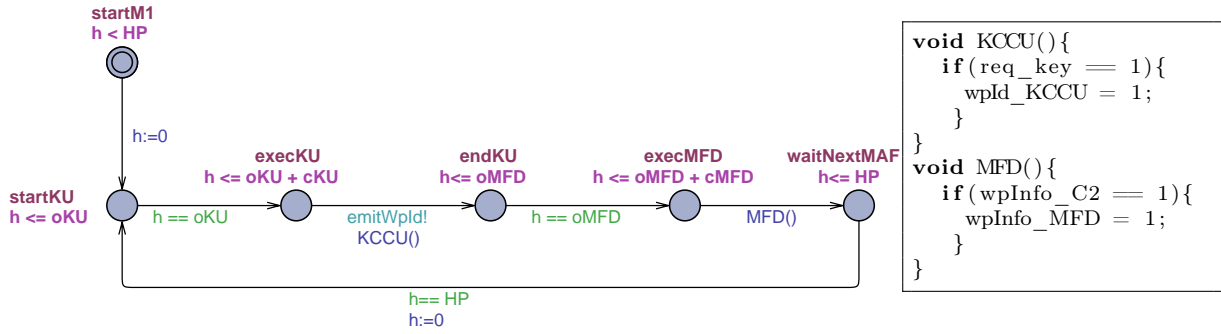 startM1
h < HP
h:=0
startKU
h <= oKU
h == oKU
execKU
h <= oKU + cKU
emitWpId!
KCCU()
endKU
h<= oMFD
h == oMFD
execMFD
h <= oMFD + cMFD
MFD()
waitNextMAF
h<= HP
h== HP
h:=0
void KCCU(){
if(req_key == 1){
wpId_KCCU = 1;
}
}
void MFD(){
if(wpInfo_C2 == 1){
wpInfo_MFD = 1;
}
}